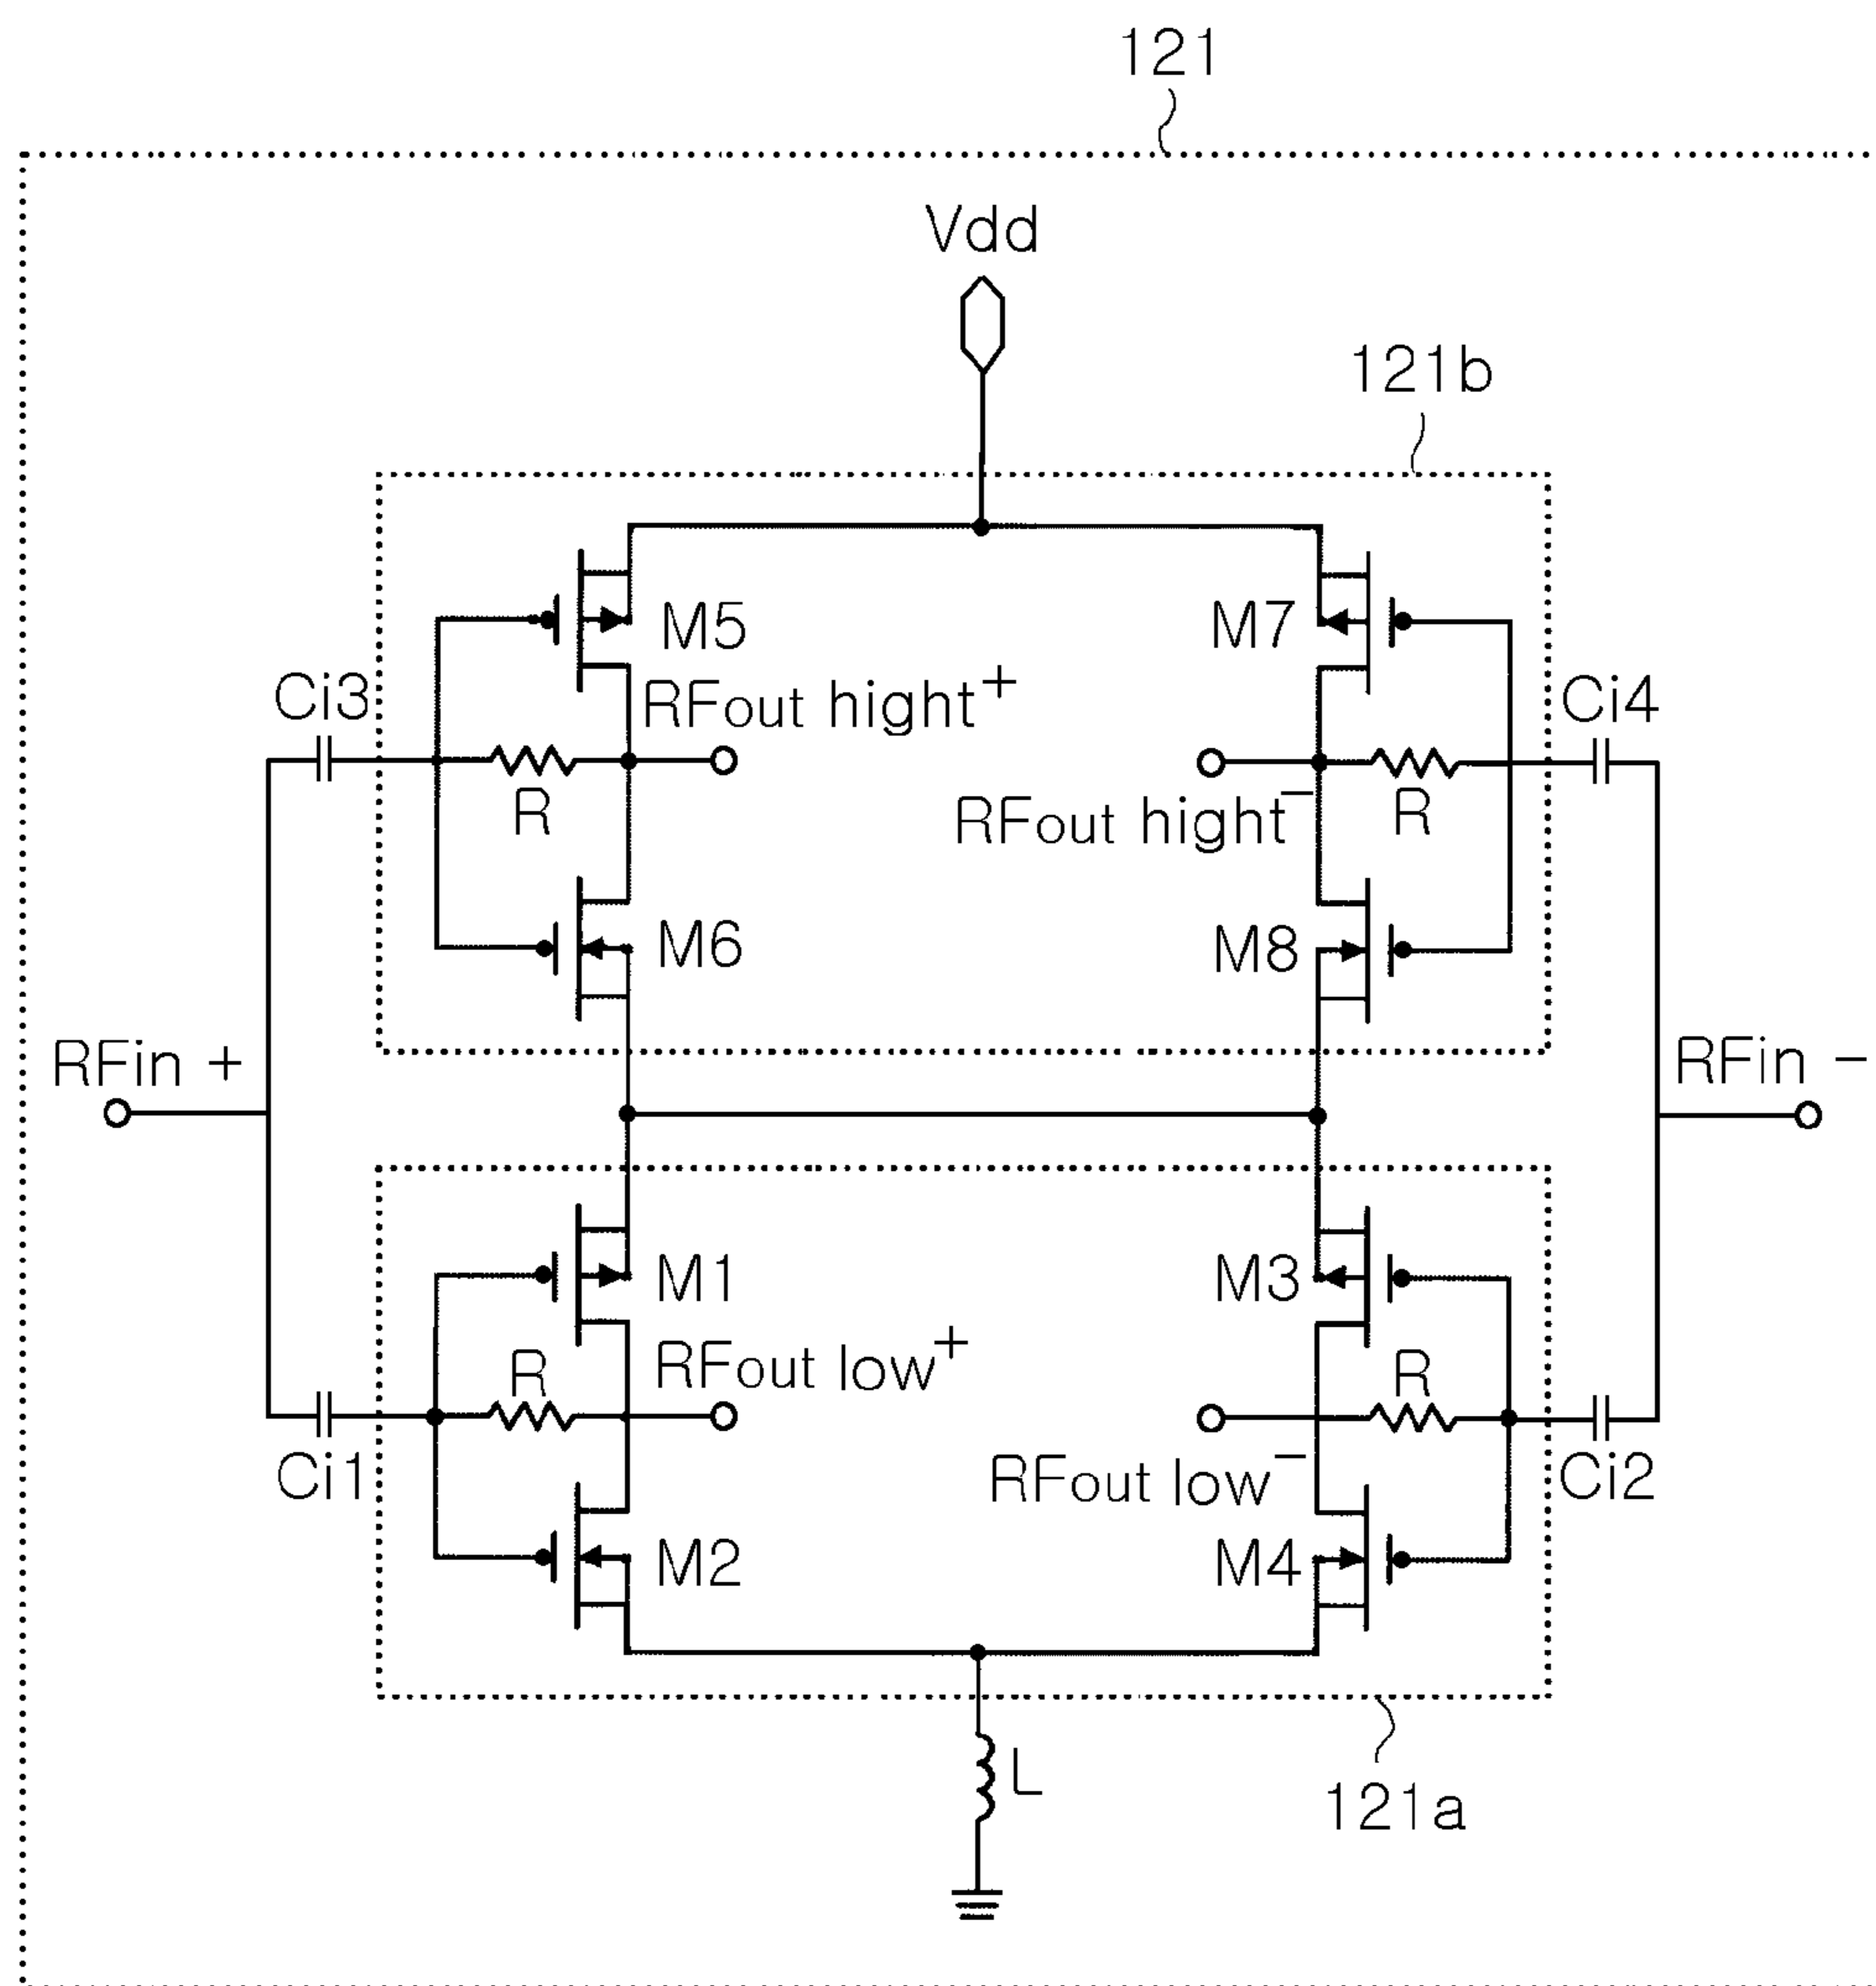 121
Vdd
121b
M5
M7
Ci3
RFout hight+
Ci4
R
RFout hight−
R
M6
M8
RFin +
RFin −
M1
M3
R
RFout low+
R
Ci1
RFout low−
Ci2
M2
M4
L
121a